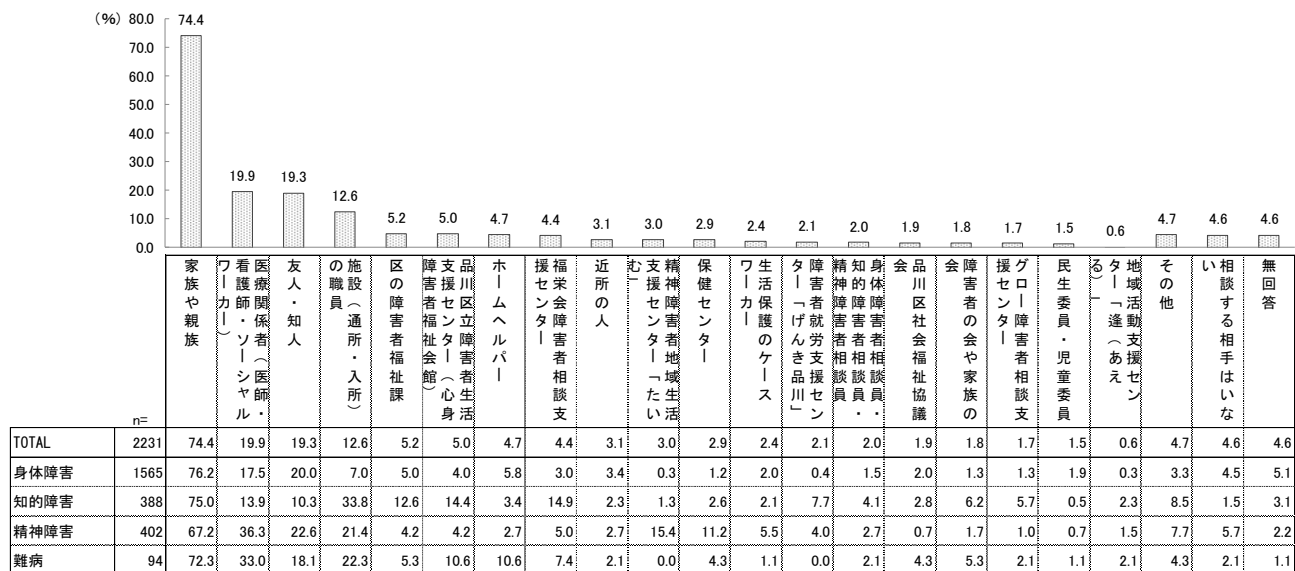 (%)
80.0
70.0
60.0
50.0
40.0
30.0
20.0
10.0
0.0
74.4 19.9 19.3 12.6 5.2 5.0 4.7 4.4 3.1 3.0 2.9 2.4 2.1 2.0 1.9 1.8 1.7 1.5 0.6 4.7 4.6 4.6
家族や親族
医療関係者(医師・
看護師・ソーシャル
ワーカー)
友人・知人
施設(通所・入所)
の職員
区の障害者福祉課
品川区立障害者生活
支援センター(心身
障害者福祉会館)
ホームヘルパー
福栄会障害者相談支
援センター
近所の人
精神障害者地域生活
支援センター「たい
む」
保健センター
生活保護のケース
ワーカー
障害者就労支援セン
ター「げんき品川」
身体障害者相談員・
知的障害者相談員・
精神障害者相談員
品川区社会福祉協議
会
障害者の会や家族の
会
グロー障害者相談支
援センター
民生委員・児童委員
地域活動支援セン
ター「逢(あえ
る)」
その他
相談する相手はいな
い
無回答
n=
TOTAL 2231 74.4 19.9 19.3 12.6 5.2 5.0 4.7 4.4 3.1 3.0 2.9 2.4 2.1 2.0 1.9 1.8 1.7 1.5 0.6 4.7 4.6 4.6
身体障害 1565 76.2 17.5 20.0 7.0 5.0 4.0 5.8 3.0 3.4 0.3 1.2 2.0 0.4 1.5 2.0 1.3 1.3 1.9 0.3 3.3 4.5 5.1
知的障害 388 75.0 13.9 10.3 33.8 12.6 14.4 3.4 14.9 2.3 1.3 2.6 2.1 7.7 4.1 2.8 6.2 5.7 0.5 2.3 8.5 1.5 3.1
精神障害 402 67.2 36.3 22.6 21.4 4.2 4.2 2.7 5.0 2.7 15.4 11.2 5.5 4.0 2.7 0.7 1.7 1.0 0.7 1.5 7.7 5.7 2.2
難病 94 72.3 33.0 18.1 22.3 5.3 10.6 10.6 7.4 2.1 0.0 4.3 1.1 0.0 2.1 4.3 5.3 2.1 1.1 2.1 4.3 2.1 1.1